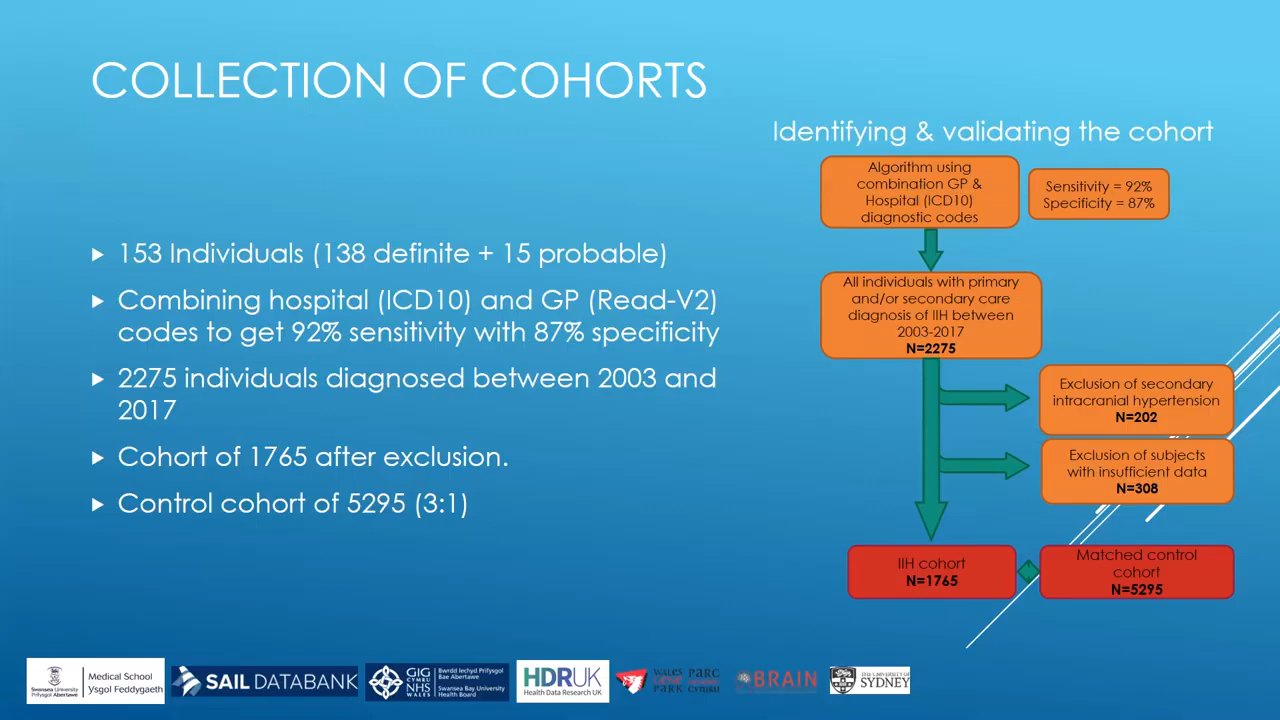 COLLECTION OF COHORTS
Identifying & validating the cohort
Algorithm using
combination GP &
Hospital (ICD10)
diagnostic codes
Sensitivity = 92%
Specificity = 87%
▶ 153 Individuals (138 definite + 15 probable)
▶ Combining hospital (ICD10) and GP (Read-V2)
codes to get 92% sensitivity with 87% specificity
▶ 2275 individuals diagnosed between 2003 and
2017
▶ Cohort of 1765 after exclusion.
▶ Control cohort of 5295 (3:1)
All individuals with primary
and/or secondary care
diagnosis of IIH between
2003-2017
N=2275
Exclusion of secondary
intracranial hypertension
N=202
Exclusion of subjects
with insufficient data
N=308
IIH cohort
N=1765
Matched control
cohort
N=5295
Swansea University
Prifysgol Abertawe
Medical School
Ysgol Feddygaeth
SAIL DATABANK
GIG
CYMRU
NHS
WALES
Bwrdd Iechyd Prifysgol
Bae Abertawe
Swansea Bay University
Health Board
HDRUK
Health Data Research UK
WALES
GENE
PARK
PARC
CYMRU
BRAIN
THE UNIVERSITY OF
SYDNEY